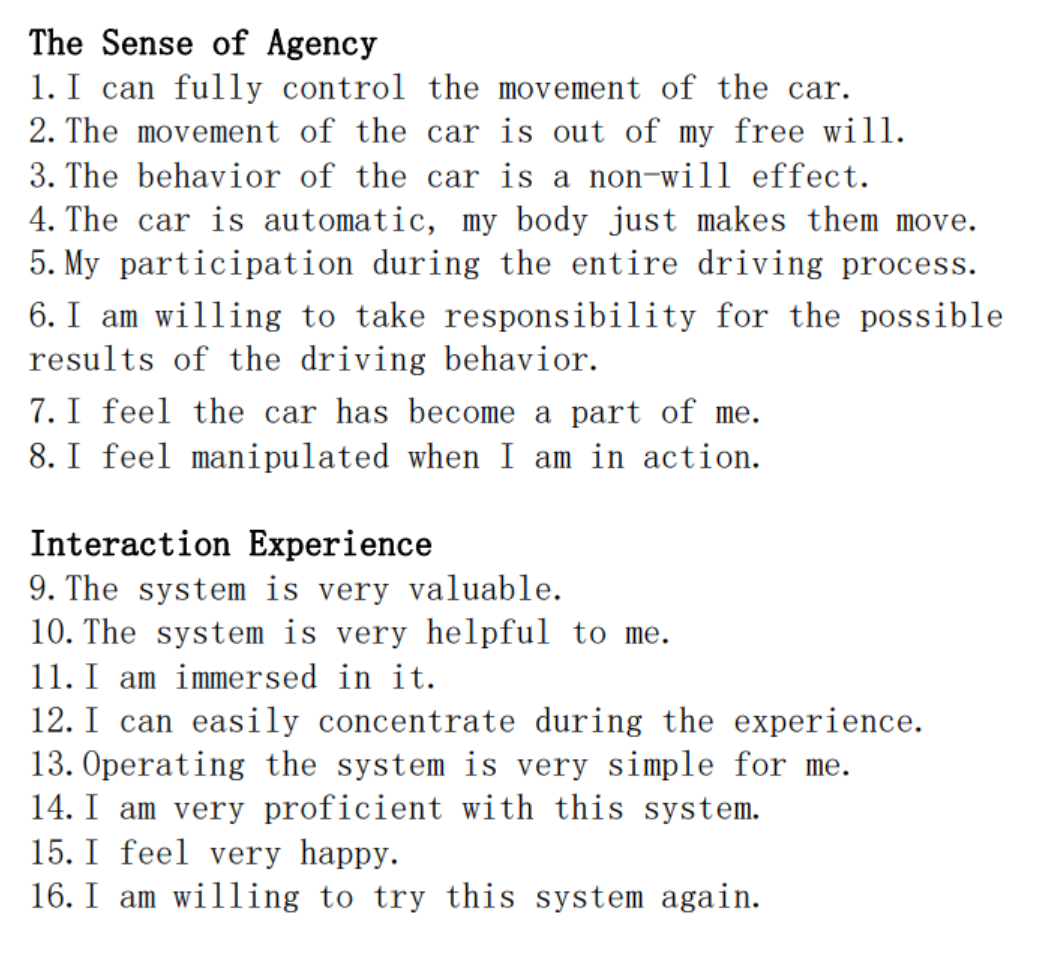 The Sense of Agency
1. I can fully control the movement of the car.
2. The movement of the car is out of my free will.
3. The behavior of the car is a non-will effect.
4. The car is automatic, my body just makes them move.
5. My participation during the entire driving process.
6. I am willing to take responsibility for the possible
results of the driving behavior.
7. I feel the car has become a part of me.
8. I feel manipulated when I am in action.
Interaction Experience
9. The system is very valuable.
10. The system is very helpful to me.
11. I am immersed in it.
12. I can easily concentrate during the experience.
13. Operating the system is very simple for me.
14. I am very proficient with this system.
15. I feel very happy.
16. I am willing to try this system again.